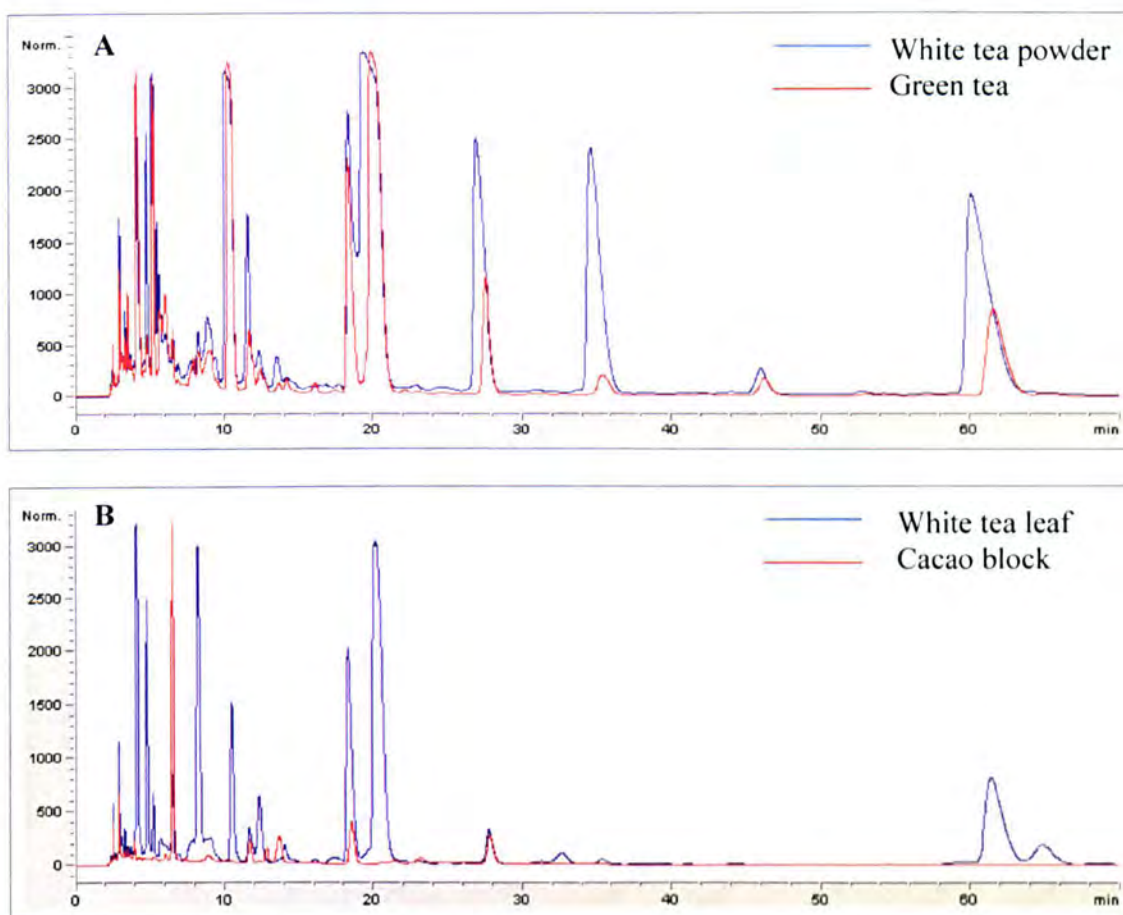 Norm.
A
White tea powder
Green tea
3000
2500
2000
1500
1000
500
0
0 10 20 30 40 50 60 min
Norm.
B
White tea leaf
Cacao block
3000
2500
2000
1500
1000
500
0
0 10 20 30 40 50 60 min